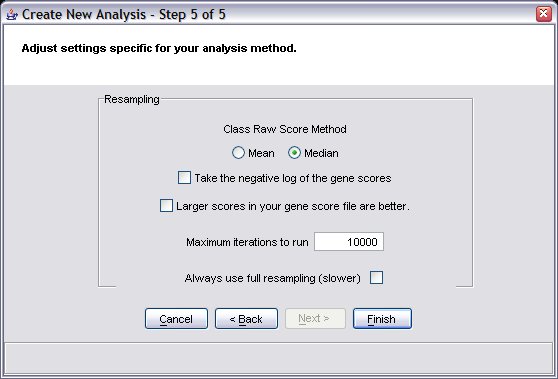 Create New Analysis - Step 5 of 5
Adjust settings specific for your analysis method.
Resampling
Class Raw Score Method
Mean Median
Take the negative log of the gene scores
Larger scores in your gene score file are better.
Maximum iterations to run 10000
Always use full resampling (slower)
Cancel < Back Next > Finish